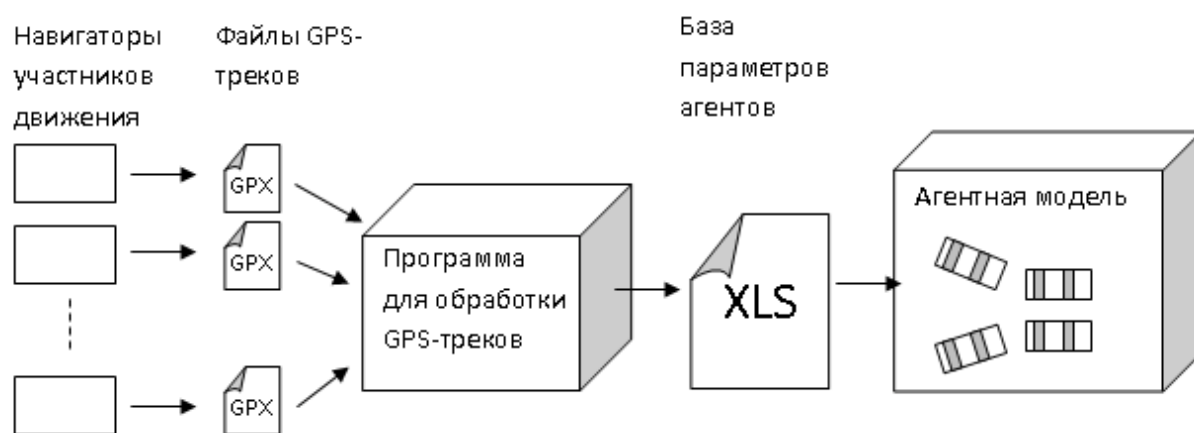 Навигаторы
участников
движения
Файлы GPS-
треков
База
параметров
агентов
GPX
GPX
GPX
Программа
для обработки
GPS-треков
XLS
Агентная модель